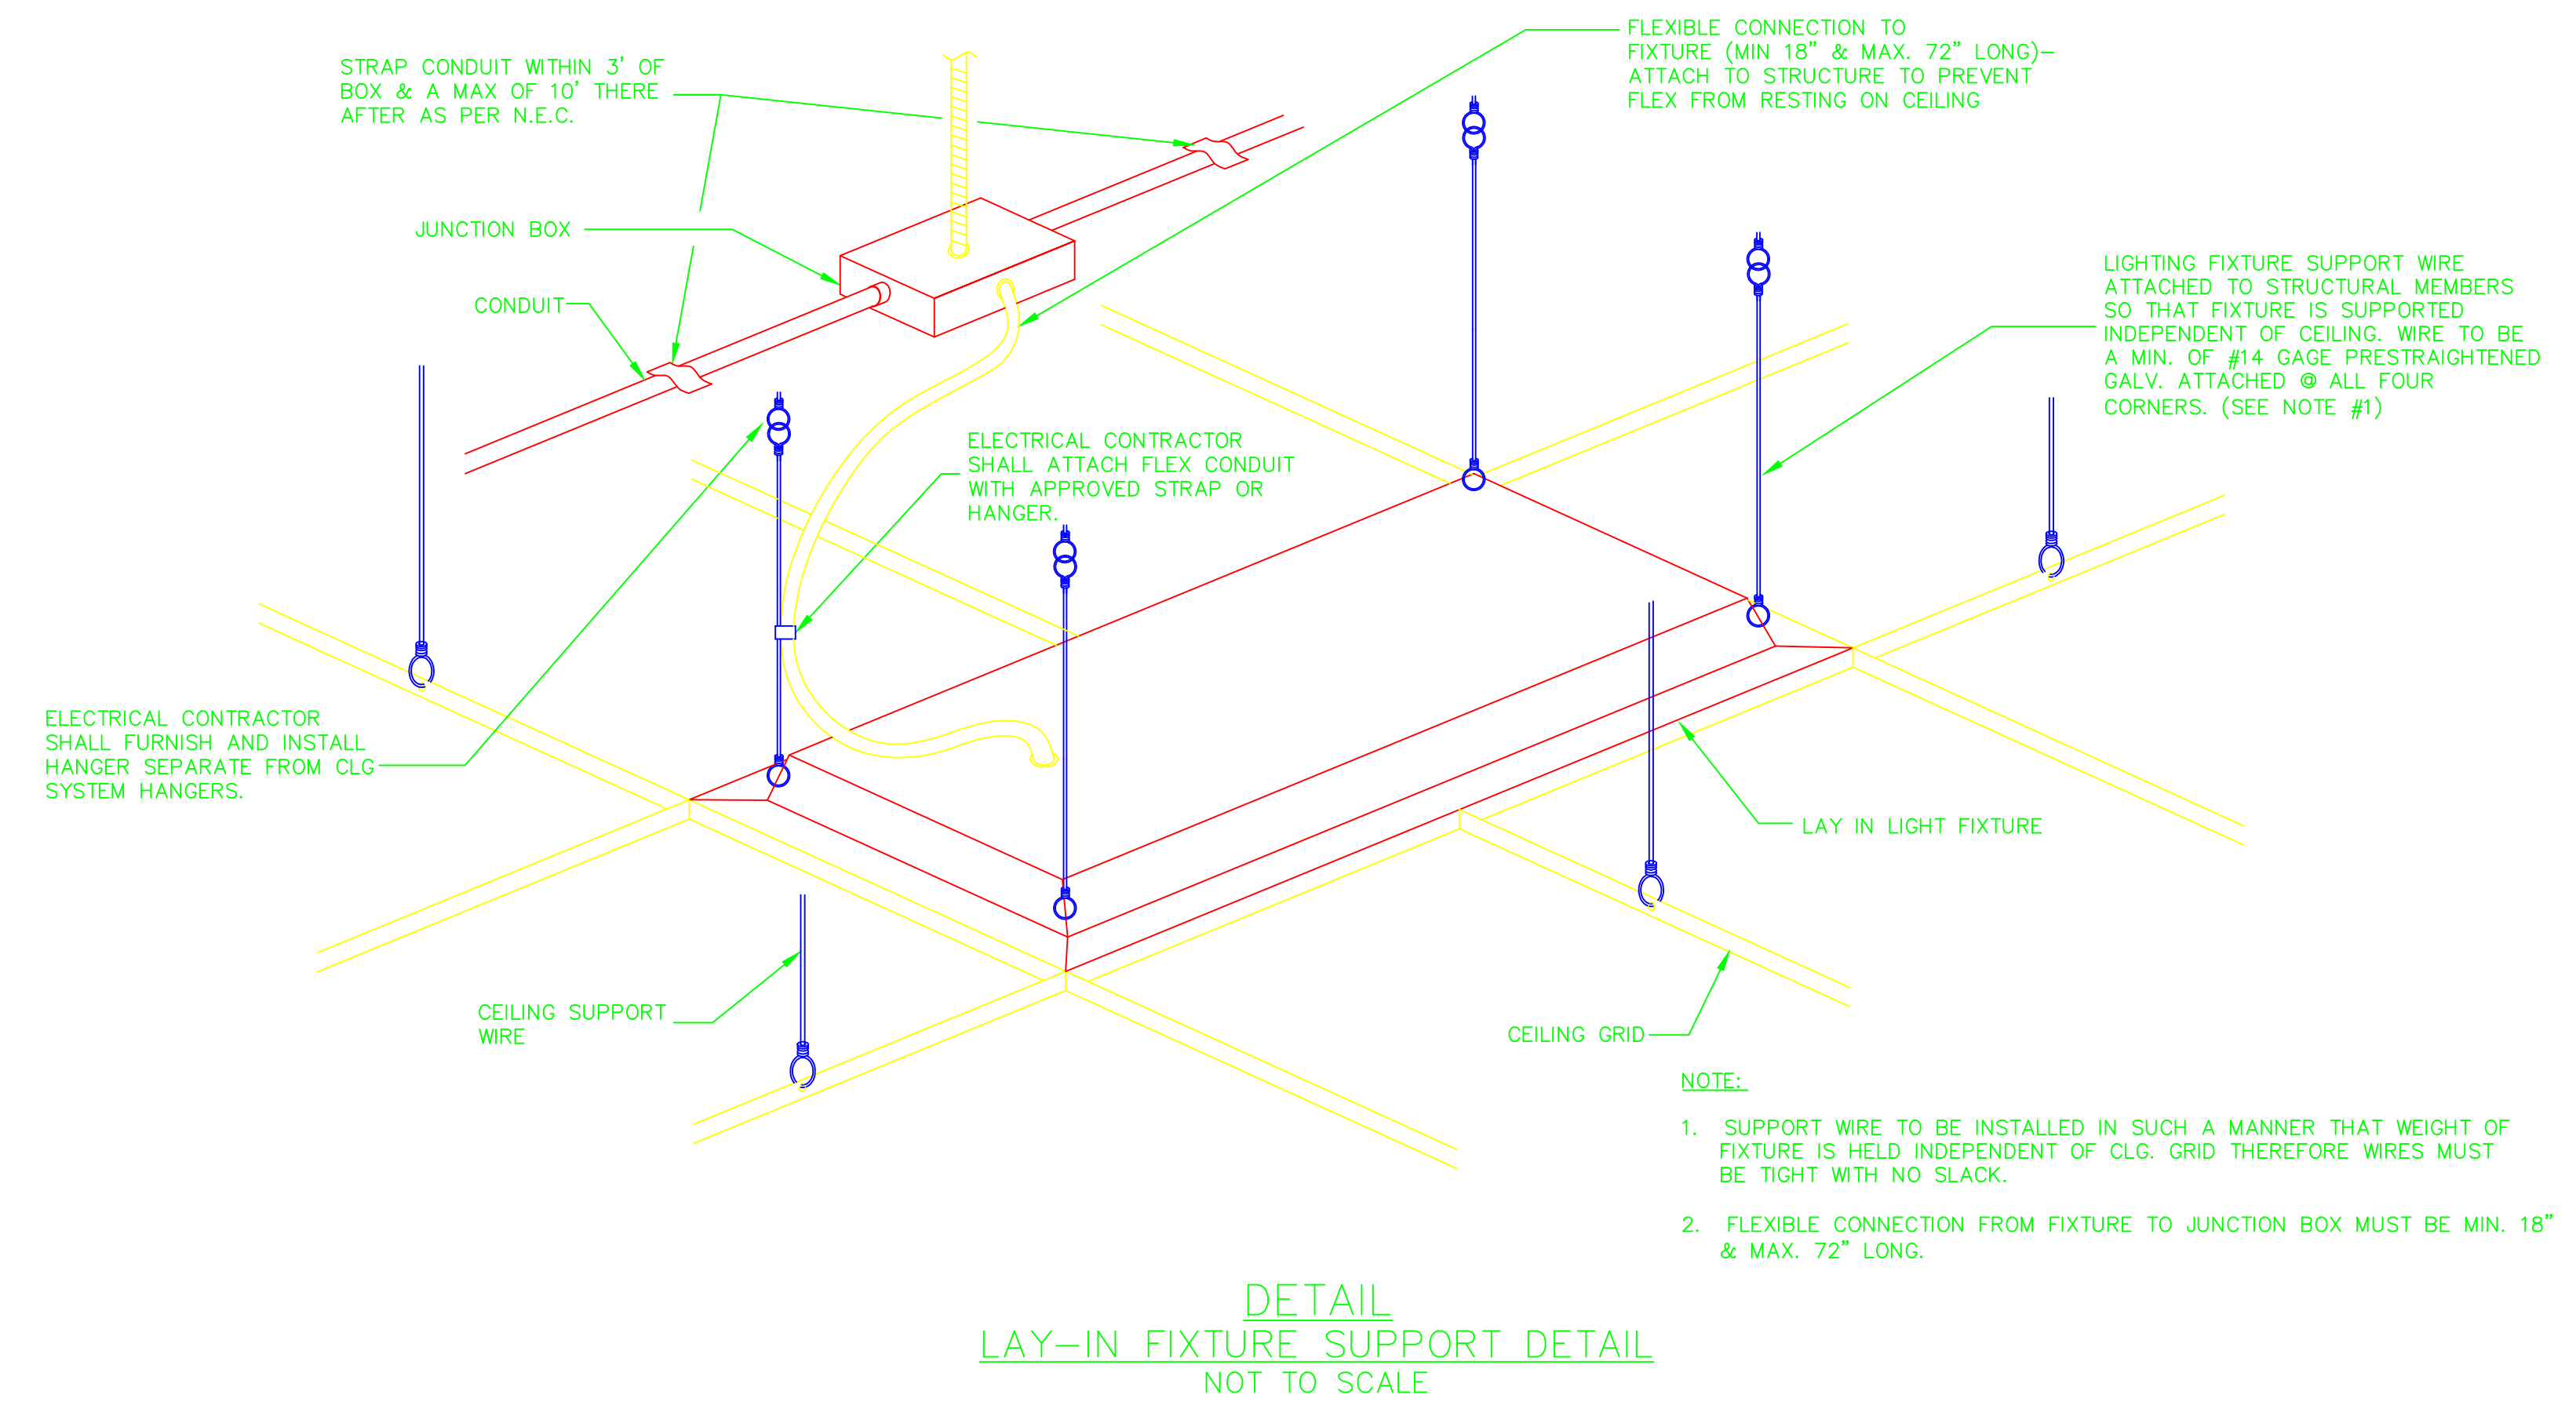 STRAP CONDUIT WITHIN 3' OF
BOX & A MAX OF 10' THERE
AFTER AS PER N.E.C.
FLEXIBLE CONNECTION TO
FIXTURE (MIN 18" & MAX. 72" LONG)-
ATTACH TO STRUCTURE TO PREVENT
FLEX FROM RESTING ON CEILING
JUNCTION BOX
CONDUIT
LIGHTING FIXTURE SUPPORT WIRE
ATTACHED TO STRUCTURAL MEMBERS
SO THAT FIXTURE IS SUPPORTED
INDEPENDENT OF CEILING. WIRE TO BE
A MIN. OF #14 GAGE PRESTRAIGHTENED
GALV. ATTACHED @ ALL FOUR
CORNERS. (SEE NOTE #1)
ELECTRICAL CONTRACTOR
SHALL ATTACH FLEX CONDUIT
WITH APPROVED STRAP OR
HANGER.
ELECTRICAL CONTRACTOR
SHALL FURNISH AND INSTALL
HANGER SEPARATE FROM CLG
SYSTEM HANGERS.
LAY IN LIGHT FIXTURE
CEILING SUPPORT
WIRE
CEILING GRID
NOTE:
1. SUPPORT WIRE TO BE INSTALLED IN SUCH A MANNER THAT WEIGHT OF
FIXTURE IS HELD INDEPENDENT OF CLG. GRID THEREFORE WIRES MUST
BE TIGHT WITH NO SLACK.
2. FLEXIBLE CONNECTION FROM FIXTURE TO JUNCTION BOX MUST BE MIN. 18"
& MAX. 72" LONG.
DETAIL
LAY-IN FIXTURE SUPPORT DETAIL
NOT TO SCALE